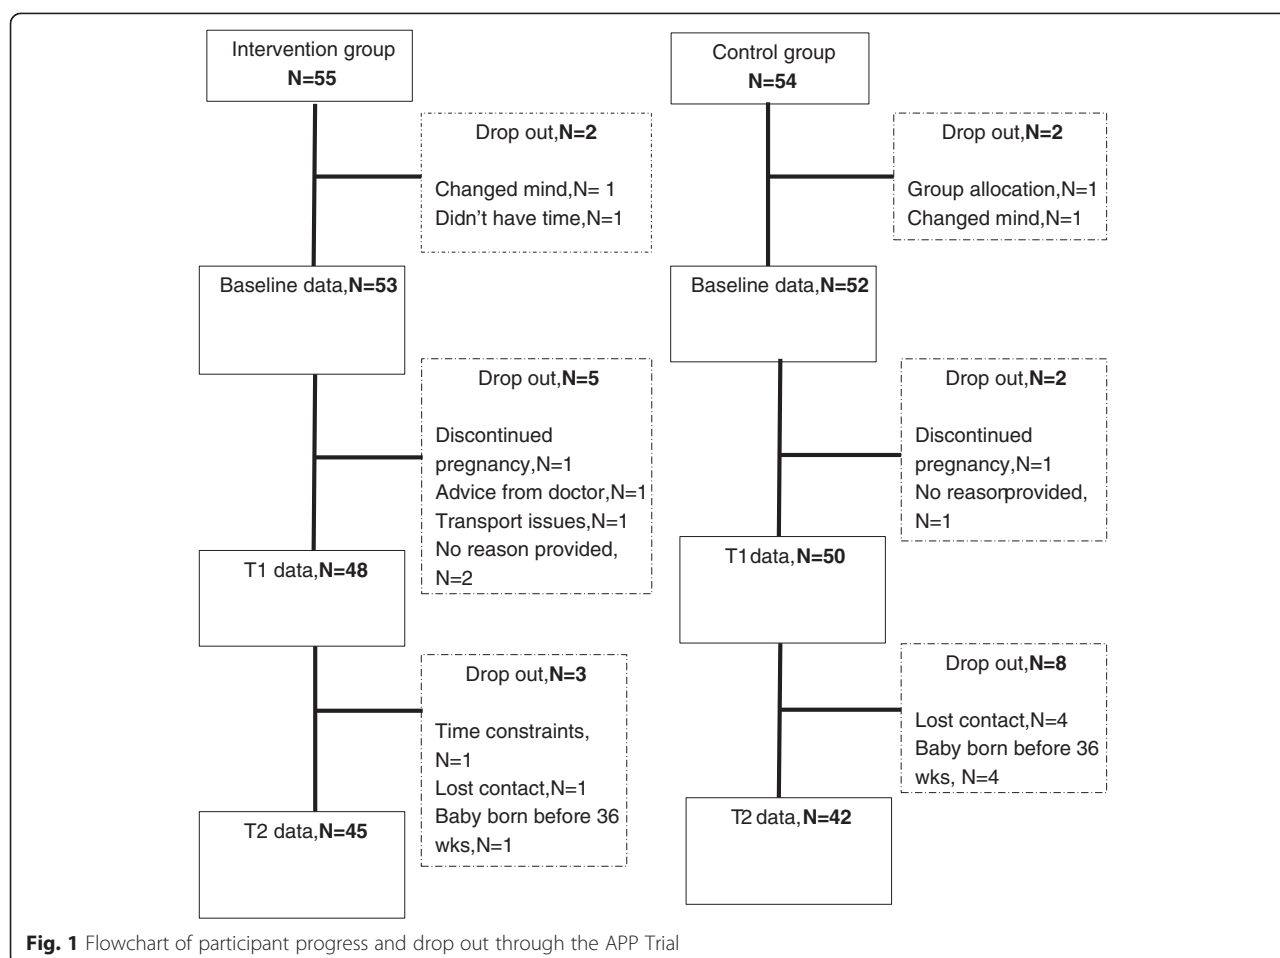 Intervention group
N=55
Drop out,N=2
Changed mind,N= 1
Didn't have time,N=1
Baseline data,N=53
Drop out,N=5
Discontinued
pregnancy,N=1
Advice from doctor,N=1
Transport issues,N=1
No reason provided,
N=2
T1 data,N=48
Drop out,N=3
Time constraints,
N=1
Lost contact,N=1
Baby born before 36
wks,N=1
T2 data,N=45
Control group
N=54
Drop out,N=2
Group allocation,N=1
Changed mind,N=1
Baseline data,N=52
Drop out,N=2
Discontinued
pregnancy,N=1
No reasorprovided,
N=1
T1 data,N=50
Drop out,N=8
Lost contact,N=4
Baby born before 36
wks, N=4
T2 data,N=42
Fig. 1 Flowchart of participant progress and drop out through the APP Trial